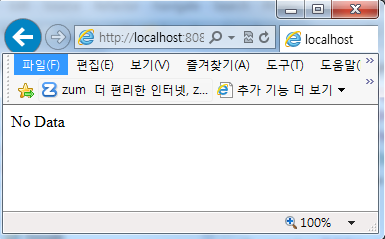 http://localhost:808
localhost
파일(F) 편집(E) 보기(V) 즐겨찾기(A) 도구(T) 도움말(
zum 더 편리한 인터넷, z... 추가 기능 더 보기
No Data
100%